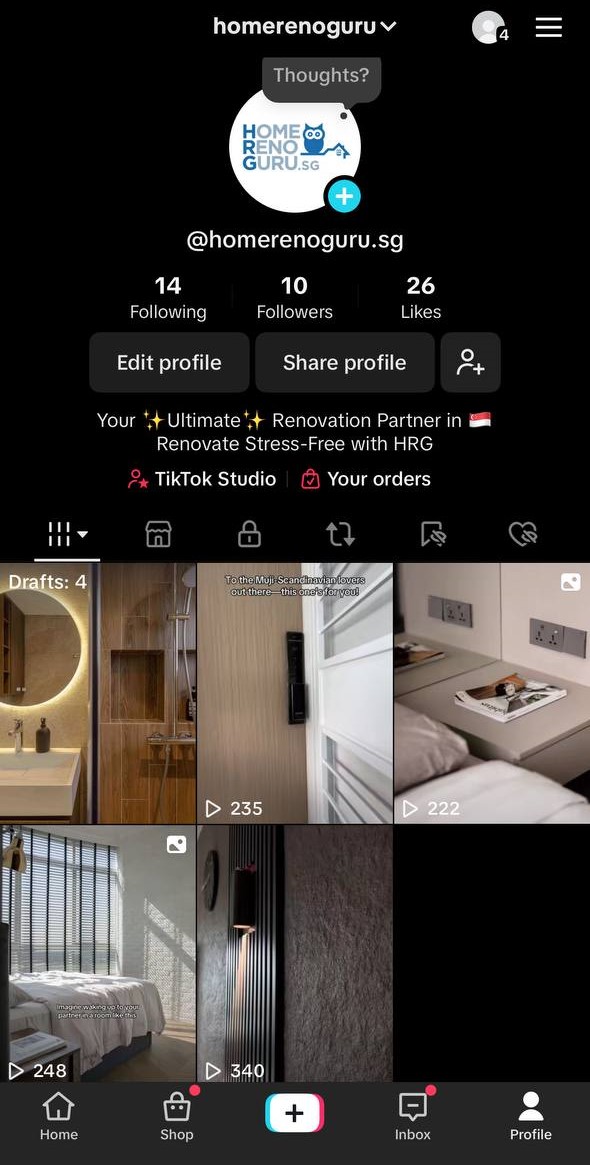 homerenoguru
4
Thoughts?
HOME
RENO
GURU.SG
@homerenoguru.sg
14 10 26
Following Followers Likes
Edit profile Share profile
Your ✨Ultimate✨ Renovation Partner in 🇸🇬
Renovate Stress-Free with HRG
TikTok Studio Your orders
Drafts: 4
To the Muji-Scandinavian lovers
out there—this one's for you!
235 222
Imagine waking up to your
partner in a room like this
248 340
Home Shop Inbox Profile